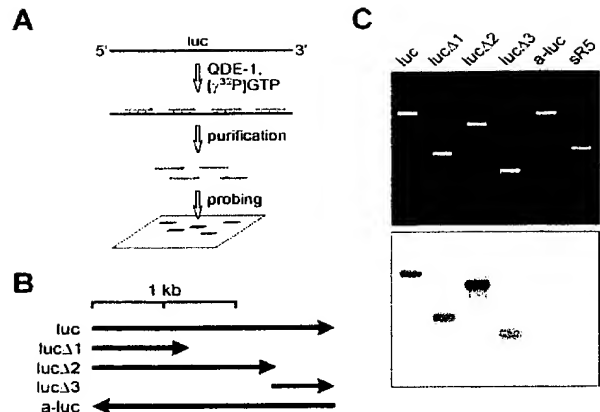 A
luc
5' 3'
QDE-1,
[γ³²P]GTP
purification
probing
B
1 kb
luc
lucΔ1
lucΔ2
lucΔ3
a-luc
C
luc
lucΔ1
lucΔ2
lucΔ3
a-luc
sR5